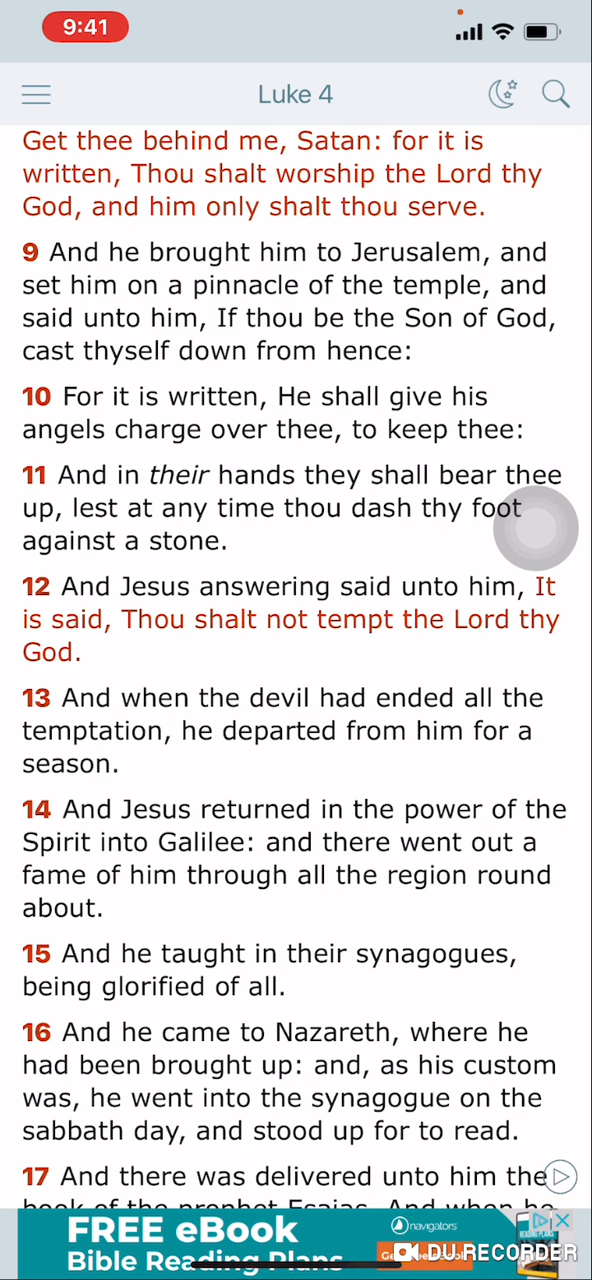 9:41
Luke 4
Get thee behind me, Satan: for it is
written, Thou shalt worship the Lord thy
God, and him only shalt thou serve.
9 And he brought him to Jerusalem, and
set him on a pinnacle of the temple, and
said unto him, If thou be the Son of God,
cast thyself down from hence:
10 For it is written, He shall give his
angels charge over thee, to keep thee:
11 And in their hands they shall bear thee
up, lest at any time thou dash thy foot
against a stone.
12 And Jesus answering said unto him, It
is said, Thou shalt not tempt the Lord thy
God.
13 And when the devil had ended all the
temptation, he departed from him for a
season.
14 And Jesus returned in the power of the
Spirit into Galilee: and there went out a
fame of him through all the region round
about.
15 And he taught in their synagogues,
being glorified of all.
16 And he came to Nazareth, where he
had been brought up: and, as his custom
was, he went into the synagogue on the
sabbath day, and stood up for to read.
17 And there was delivered unto him the
book of the prophet Esaias. And when he
FREE eBook
navigators
Bible Reading Plans
DU RECORDER